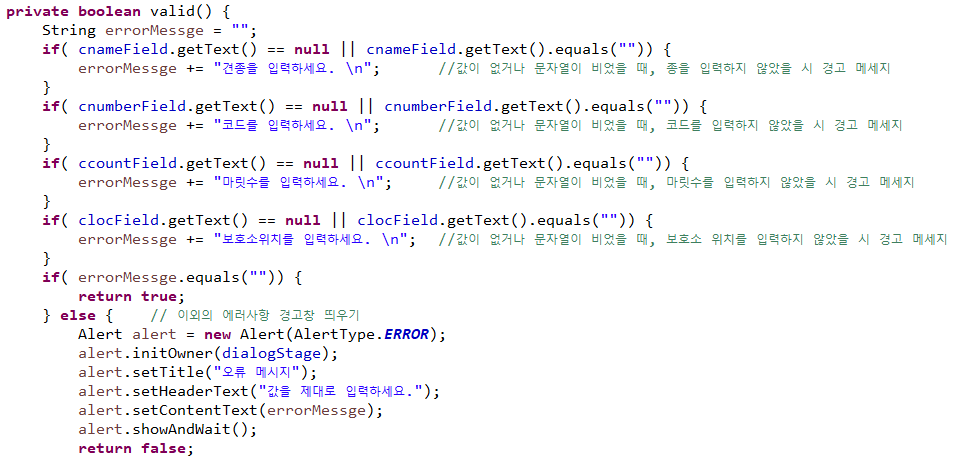 private boolean valid() {
String errorMessge = "";
if( cnameField.getText() == null || cnameField.getText().equals("")) {
errorMessge += "견종을 입력하세요. \n"; //값이 없거나 문자열이 비었을 때, 종을 입력하지 않았을 시 경고 메세지
}
if( cnumberField.getText() == null || cnumberField.getText().equals("")) {
errorMessge += "코드를 입력하세요. \n"; //값이 없거나 문자열이 비었을 때, 코드를 입력하지 않았을 시 경고 메세지
}
if( ccountField.getText() == null || ccountField.getText().equals("")) {
errorMessge += "마릿수를 입력하세요. \n"; //값이 없거나 문자열이 비었을 때, 마릿수를 입력하지 않았을 시 경고 메세지
}
if( clocField.getText() == null || clocField.getText().equals("")) {
errorMessge += "보호소위치를 입력하세요. \n"; //값이 없거나 문자열이 비었을 때, 보호소 위치를 입력하지 않았을 시 경고 메세지
}
if( errorMessge.equals("")) {
return true;
} else { // 이외의 에러사항 경고창 띄우기
Alert alert = new Alert(AlertType.ERROR);
alert.initOwner(dialogStage);
alert.setTitle("오류 메시지");
alert.setHeaderText("값을 제대로 입력하세요.");
alert.setContentText(errorMessge);
alert.showAndWait();
return false;